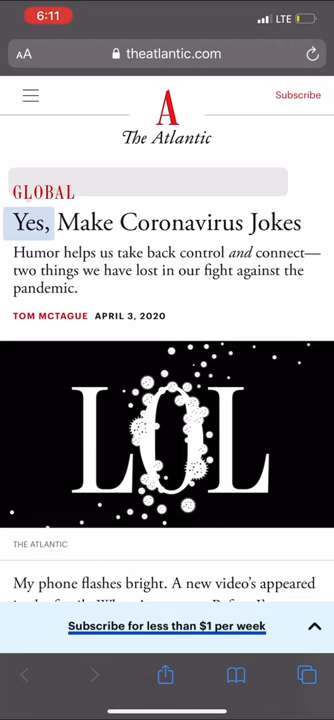 6:11 LTE
AA theatlantic.com
Subscribe
A
The Atlantic
GLOBAL
Yes, Make Coronavirus Jokes
Humor helps us take back control and connect—
two things we have lost in our fight against the
pandemic.
TOM MCTAGUE APRIL 3, 2020
LOL
THE ATLANTIC
My phone flashes bright. A new video's appeared
Subscribe for less than $1 per week